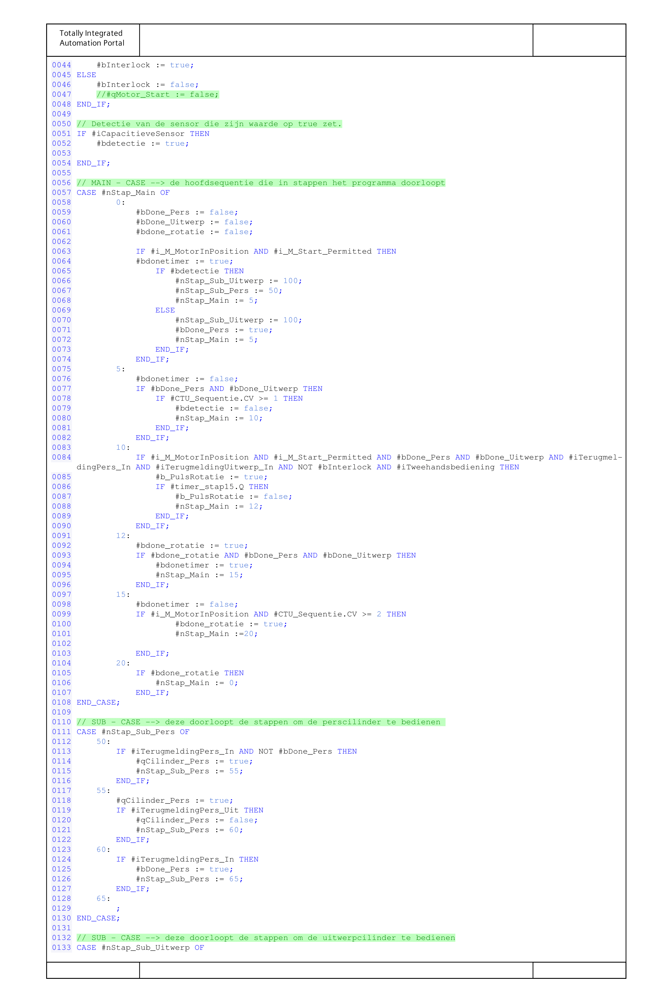 Totally Integrated
Automation Portal
0044 #bInterlock := true;
0045 ELSE
0046 #bInterlock := false;
0047 //#qMotor_Start := false;
0048 END_IF;
0049
0050 // Detectie van de sensor die zijn waarde op true zet.
0051 IF #iCapacitieveSensor THEN
0052 #bdetectie := true;
0053
0054 END_IF;
0055
0056 // MAIN - CASE --> de hoofdsequentie die in stappen het programma doorloopt
0057 CASE #nStap_Main OF
0058 0:
0059 #bDone_Pers := false;
0060 #bDone_Uitwerp := false;
0061 #bdone_rotatie := false;
0062
0063 IF #i_M_MotorInPosition AND #i_M_Start_Permitted THEN
0064 #bdonetimer := true;
0065 IF #bdetectie THEN
0066 #nStap_Sub_Uitwerp := 100;
0067 #nStap_Sub_Pers := 50;
0068 #nStap_Main := 5;
0069 ELSE
0070 #nStap_Sub_Uitwerp := 100;
0071 #bDone_Pers := true;
0072 #nStap_Main := 5;
0073 END_IF;
0074 END_IF;
0075 5:
0076 #bdonetimer := false;
0077 IF #bDone_Pers AND #bDone_Uitwerp THEN
0078 IF #CTU_Sequentie.CV >= 1 THEN
0079 #bdetectie := false;
0080 #nStap_Main := 10;
0081 END_IF;
0082 END_IF;
0083 10:
0084 IF #i_M_MotorInPosition AND #i_M_Start_Permitted AND #bDone_Pers AND #bDone_Uitwerp AND #iTerugmel-
dingPers_In AND #iTerugmeldingUitwerp_In AND NOT #bInterlock AND #iTweehandsbediening THEN
0085 #b_PulsRotatie := true;
0086 IF #timer_stap15.Q THEN
0087 #b_PulsRotatie := false;
0088 #nStap_Main := 12;
0089 END_IF;
0090 END_IF;
0091 12:
0092 #bdone_rotatie := true;
0093 IF #bdone_rotatie AND #bDone_Pers AND #bDone_Uitwerp THEN
0094 #bdonetimer := true;
0095 #nStap_Main := 15;
0096 END_IF;
0097 15:
0098 #bdonetimer := false;
0099 IF #i_M_MotorInPosition AND #CTU_Sequentie.CV >= 2 THEN
0100 #bdone_rotatie := true;
0101 #nStap_Main :=20;
0102
0103 END_IF;
0104 20:
0105 IF #bdone_rotatie THEN
0106 #nStap_Main := 0;
0107 END_IF;
0108 END_CASE;
0109
0110 // SUB - CASE --> deze doorloopt de stappen om de perscilinder te bedienen
0111 CASE #nStap_Sub_Pers OF
0112 50:
0113 IF #iTerugmeldingPers_In AND NOT #bDone_Pers THEN
0114 #qCilinder_Pers := true;
0115 #nStap_Sub_Pers := 55;
0116 END_IF;
0117 55:
0118 #qCilinder_Pers := true;
0119 IF #iTerugmeldingPers_Uit THEN
0120 #qCilinder_Pers := false;
0121 #nStap_Sub_Pers := 60;
0122 END_IF;
0123 60:
0124 IF #iTerugmeldingPers_In THEN
0125 #bDone_Pers := true;
0126 #nStap_Sub_Pers := 65;
0127 END_IF;
0128 65:
0129 ;
0130 END_CASE;
0131
0132 // SUB - CASE --> deze doorloopt de stappen om de uitwerpcilinder te bedienen
0133 CASE #nStap_Sub_Uitwerp OF